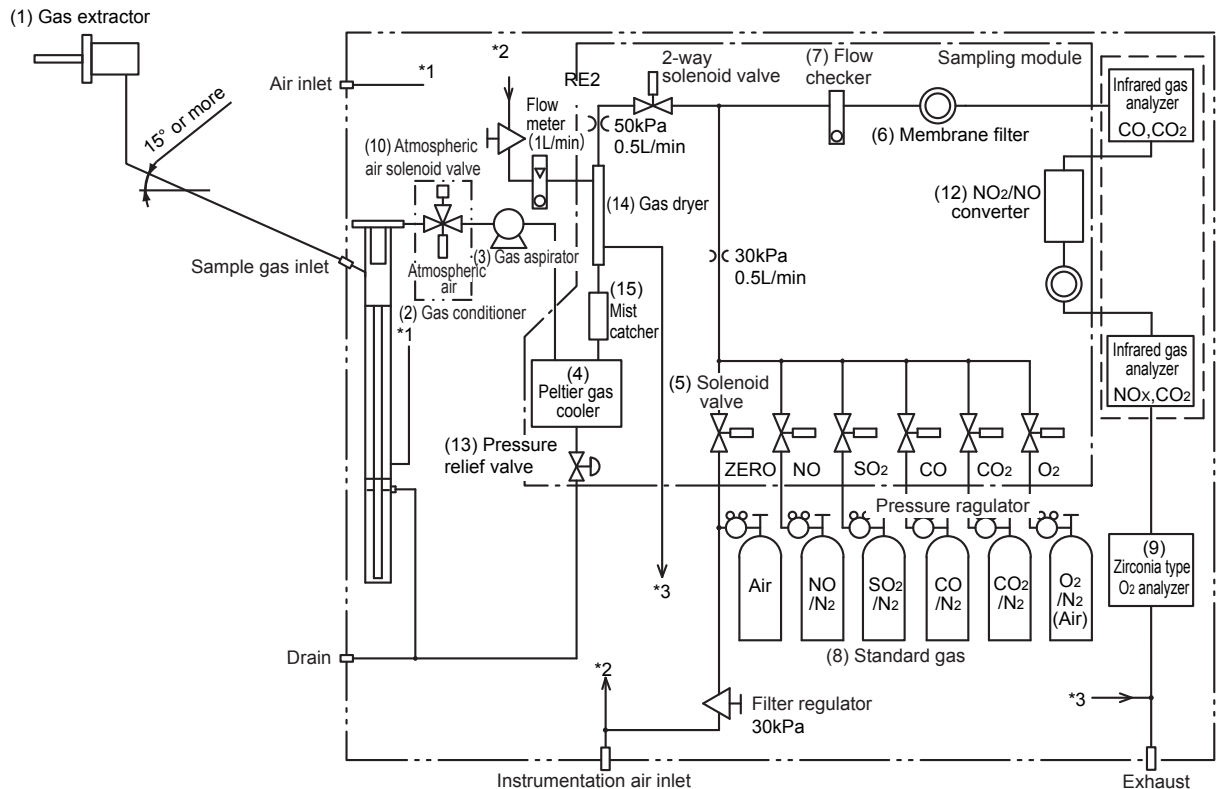 (1) Gas extractor
15° or more
Air inlet
*1
*2
RE2
2-way
solenoid valve
(7) Flow
checker
Sampling module
Infrared gas
analyzer
CO,CO2
Flow
meter
(1L/min)
50kPa
0.5L/min
(6) Membrane filter
(10) Atmospheric
air solenoid valve
(14) Gas dryer
(12) NO2/NO
converter
Sample gas inlet
(3) Gas aspirator
Atmospheric
air
30kPa
0.5L/min
(2) Gas conditioner
*1
(15)
Mist
catcher
(4)
Peltier gas
cooler
(5) Solenoid
valve
Infrared gas
analyzer
NOx,CO2
(13) Pressure
relief valve
ZERO
NO
SO2
CO
CO2
O2
Pressure ragulator
Air
NO
/N2
SO2
/N2
CO
/N2
CO2
/N2
O2
/N2
(Air)
(9)
Zirconia type
O2 analyzer
*3
(8) Standard gas
Drain
*2
Filter regulator
30kPa
*3
Instrumentation air inlet
Exhaust